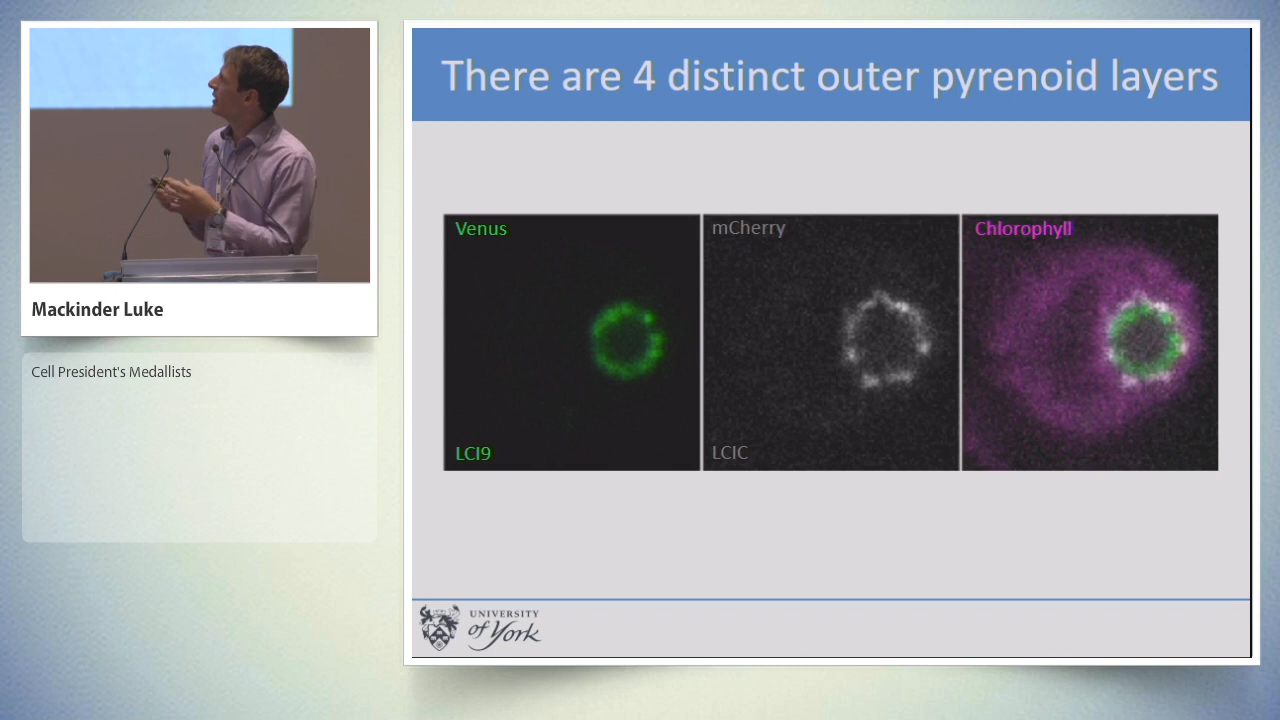 Mackinder Luke
Cell President's Medallists
There are 4 distinct outer pyrenoid layers
Venus
mCherry
Chlorophyll
LCI9
LCIC
UNIVERSITY
of York